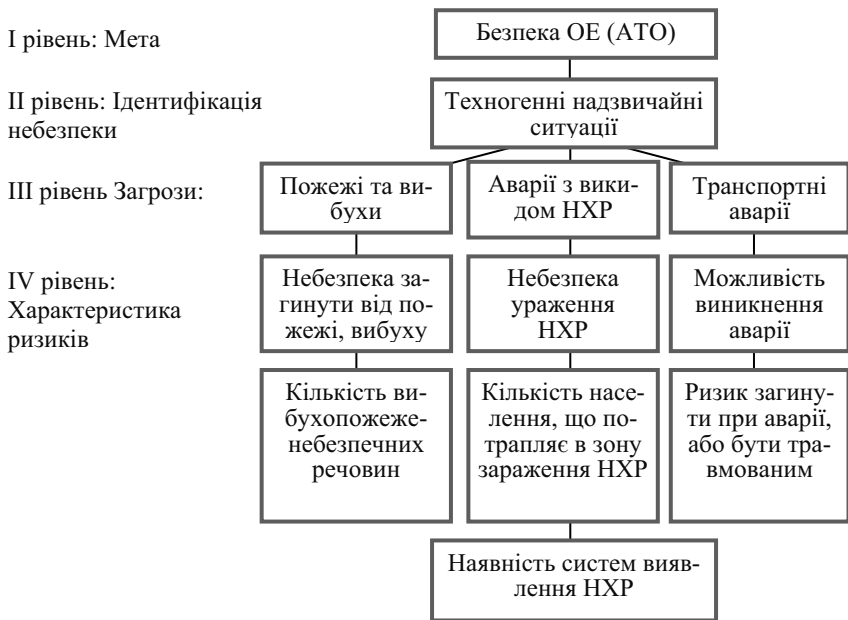 I рівень: Мета
Безпека ОЕ (АТО)
II рівень: Ідентифікація
небезпеки
Техногенні надзвичайні
ситуації
III рівень Загрози:
Пожежі та ви-
бухи
Аварії з вики-
дом НХР
Транспортні
аварії
IV рівень:
Характеристика
ризиків
Небезпека за-
гинути від по-
жежі, вибуху
Небезпека
ураження
НХР
Можливість
виникнення
аварії
Кількість ви-
бухопожеже-
небезпечних
речовин
Кількість насе-
лення, що по-
трапляє в зону
зараження НХР
Ризик загину-
ти при аварії,
або бути тра-
вмованим
Наявність систем вияв-
лення НХР